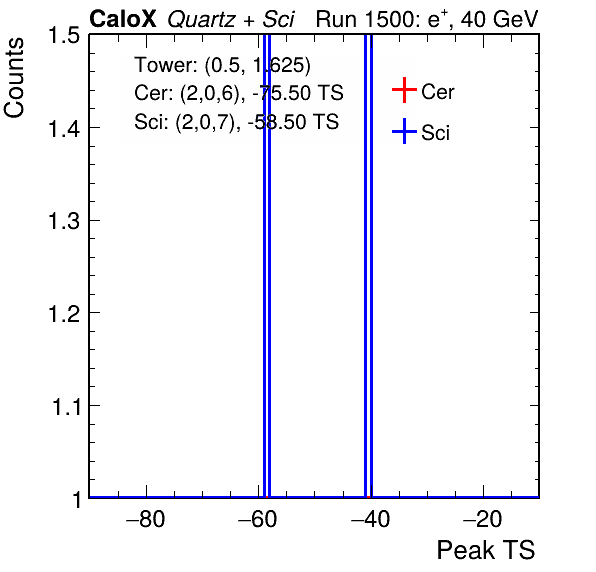 CaloX Quartz + Sci Run 1500: e+, 40 GeV
Counts
1.5
1.4
1.3
1.2
1.1
1
Tower: (0.5, 1.625)
Cer: (2,0,6), -75.50 TS
Sci: (2,0,7), -58.50 TS
Cer
Sci
−80 −60 −40 −20
Peak TS